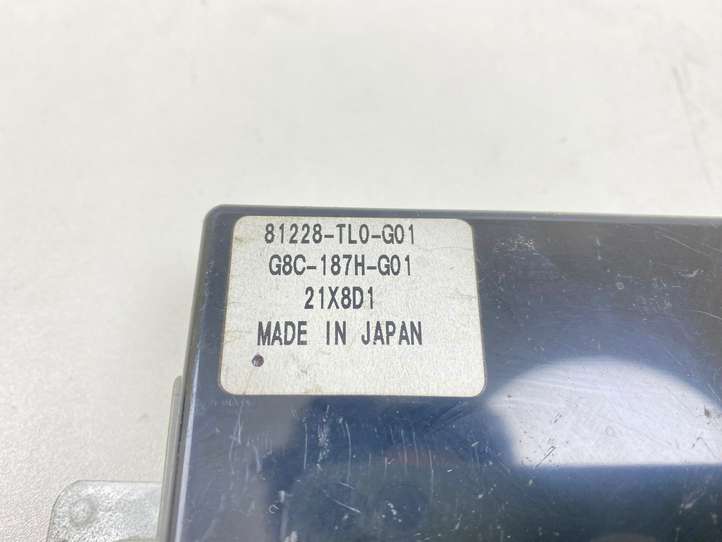 81228-TL0-G01
G8C-187H-G01
21X8D1
MADE IN JAPAN